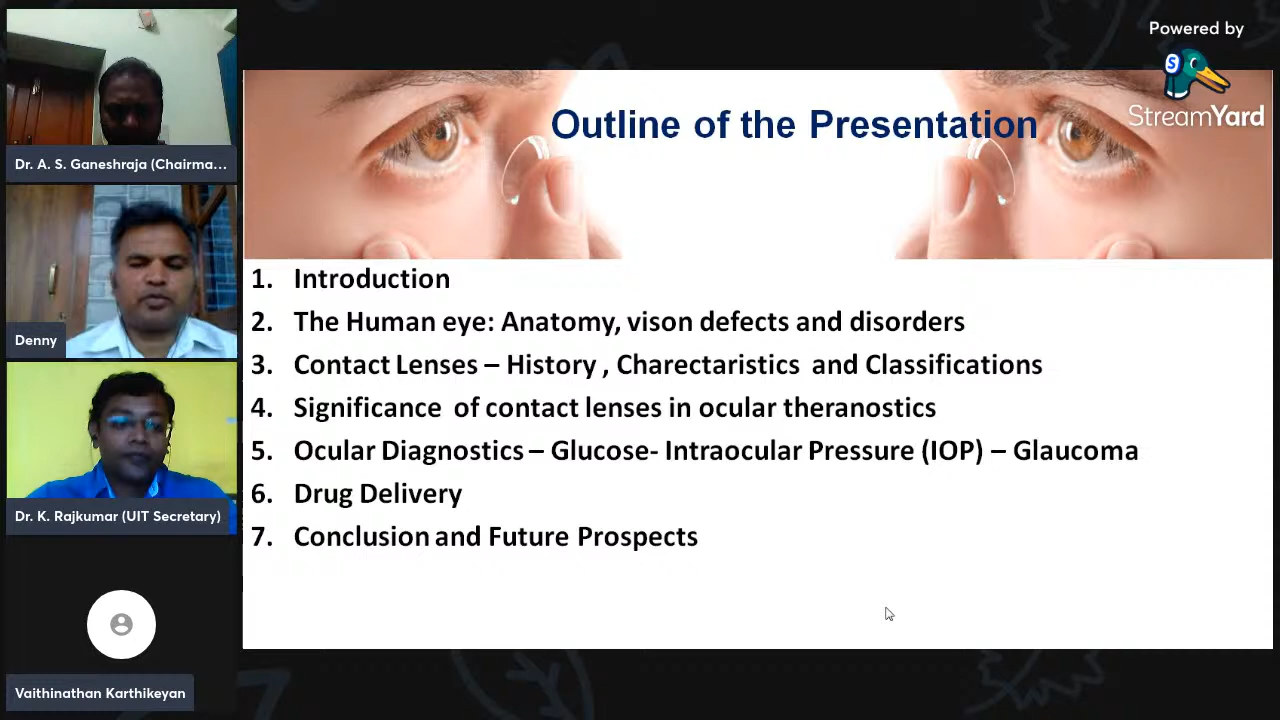 Powered by
S
StreamYard
Dr. A. S. Ganeshraja (Chairma...
Denny
Dr. K. Rajkumar (UIT Secretary)
Vaithinathan Karthikeyan
Outline of the Presentation
1. Introduction
2. The Human eye: Anatomy, vison defects and disorders
3. Contact Lenses – History , Charectaristics and Classifications
4. Significance of contact lenses in ocular theranostics
5. Ocular Diagnostics – Glucose- Intraocular Pressure (IOP) – Glaucoma
6. Drug Delivery
7. Conclusion and Future Prospects